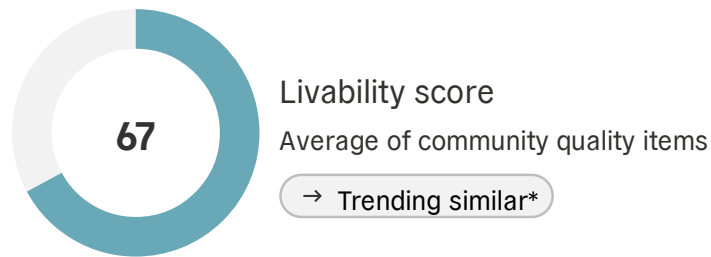 67
Livability score
Average of community quality items
→ Trending similar*